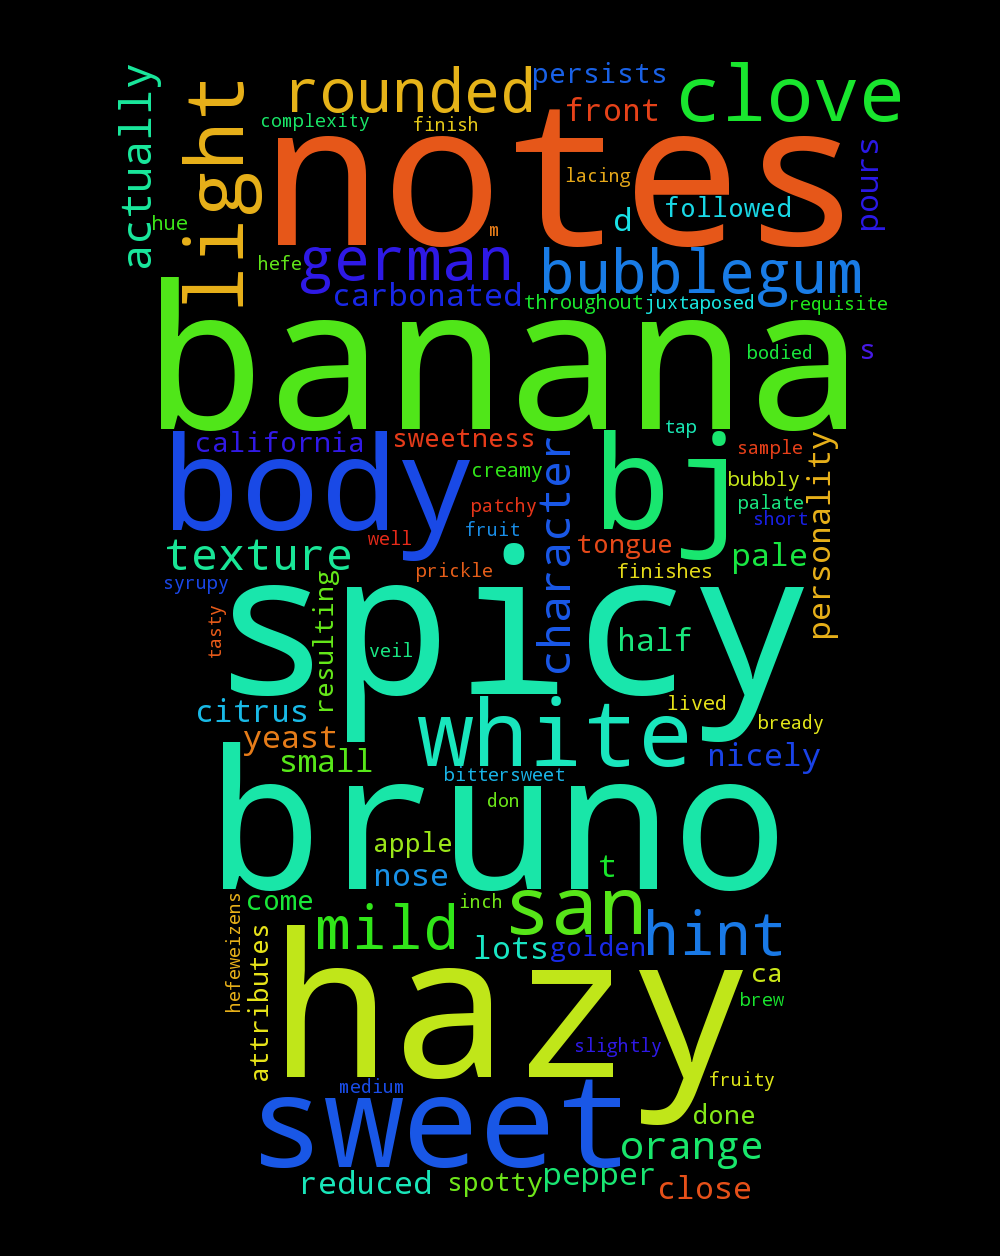 actually
light
rounded
persists
clove
complexity
finish
front
notes
lacing
pours
hue
d
followed
m
hefe
german
bubblegum
carbonated
throughout
juxtaposed
requisite
banana
bodied
s
california
sweetness
tap
body
bj
sample
personality
creamy
character
bubbly
patchy
palate
short
fruit
well
tongue
texture
pale
prickle
finishes
syrupy
resulting
spicy
tasty
half
veil
lived
citrus
white
bready
yeast
nicely
small
bittersweet
bruno
don
apple
nose
t
come
inch
san
hefeweizens
attributes
mild
hint
lots
golden
hazy
ca
brew
slightly
fruity
medium
sweet
done
orange
reduced
spotty
pepper
close